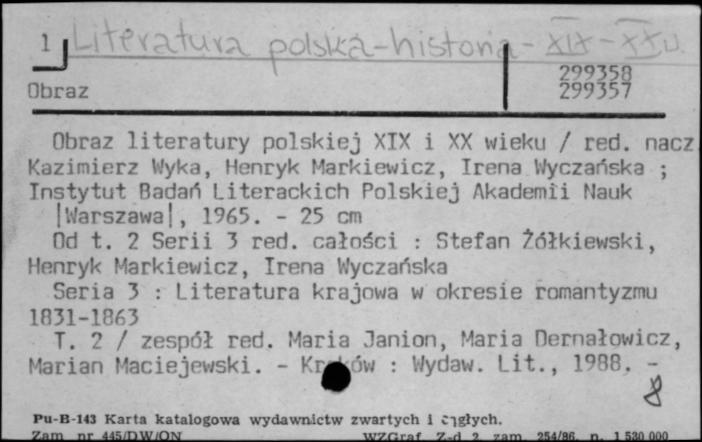 1 Literatura polska-historia - XIX - XX w.
299358
Obraz 299357
Obraz literatury polskiej XIX i XX wieku / red. nacz
Kazimierz Wyka, Henryk Markiewicz, Irena Wyczańska ;
Instytut Badań Literackich Polskiej Akademii Nauk
|Warszawa|, 1965. - 25 cm
Od t. 2 Serii 3 red. całości : Stefan Żółkiewski,
Henryk Markiewicz, Irena Wyczańska
Seria 3 : Literatura krajowa w okresie romantyzmu
1831-1863
T. 2 / zespół red. Maria Janion, Maria Dernałowicz,
Marian Maciejewski. - Kraków : Wydaw. Lit., 1988. -
Pu-B-143 Karta katalogowa wydawnictw zwartych i ciągłych.
Zam nr 445/DW/ON WZGraf Z-d 2 zam. 254/86. n. 1 530 000